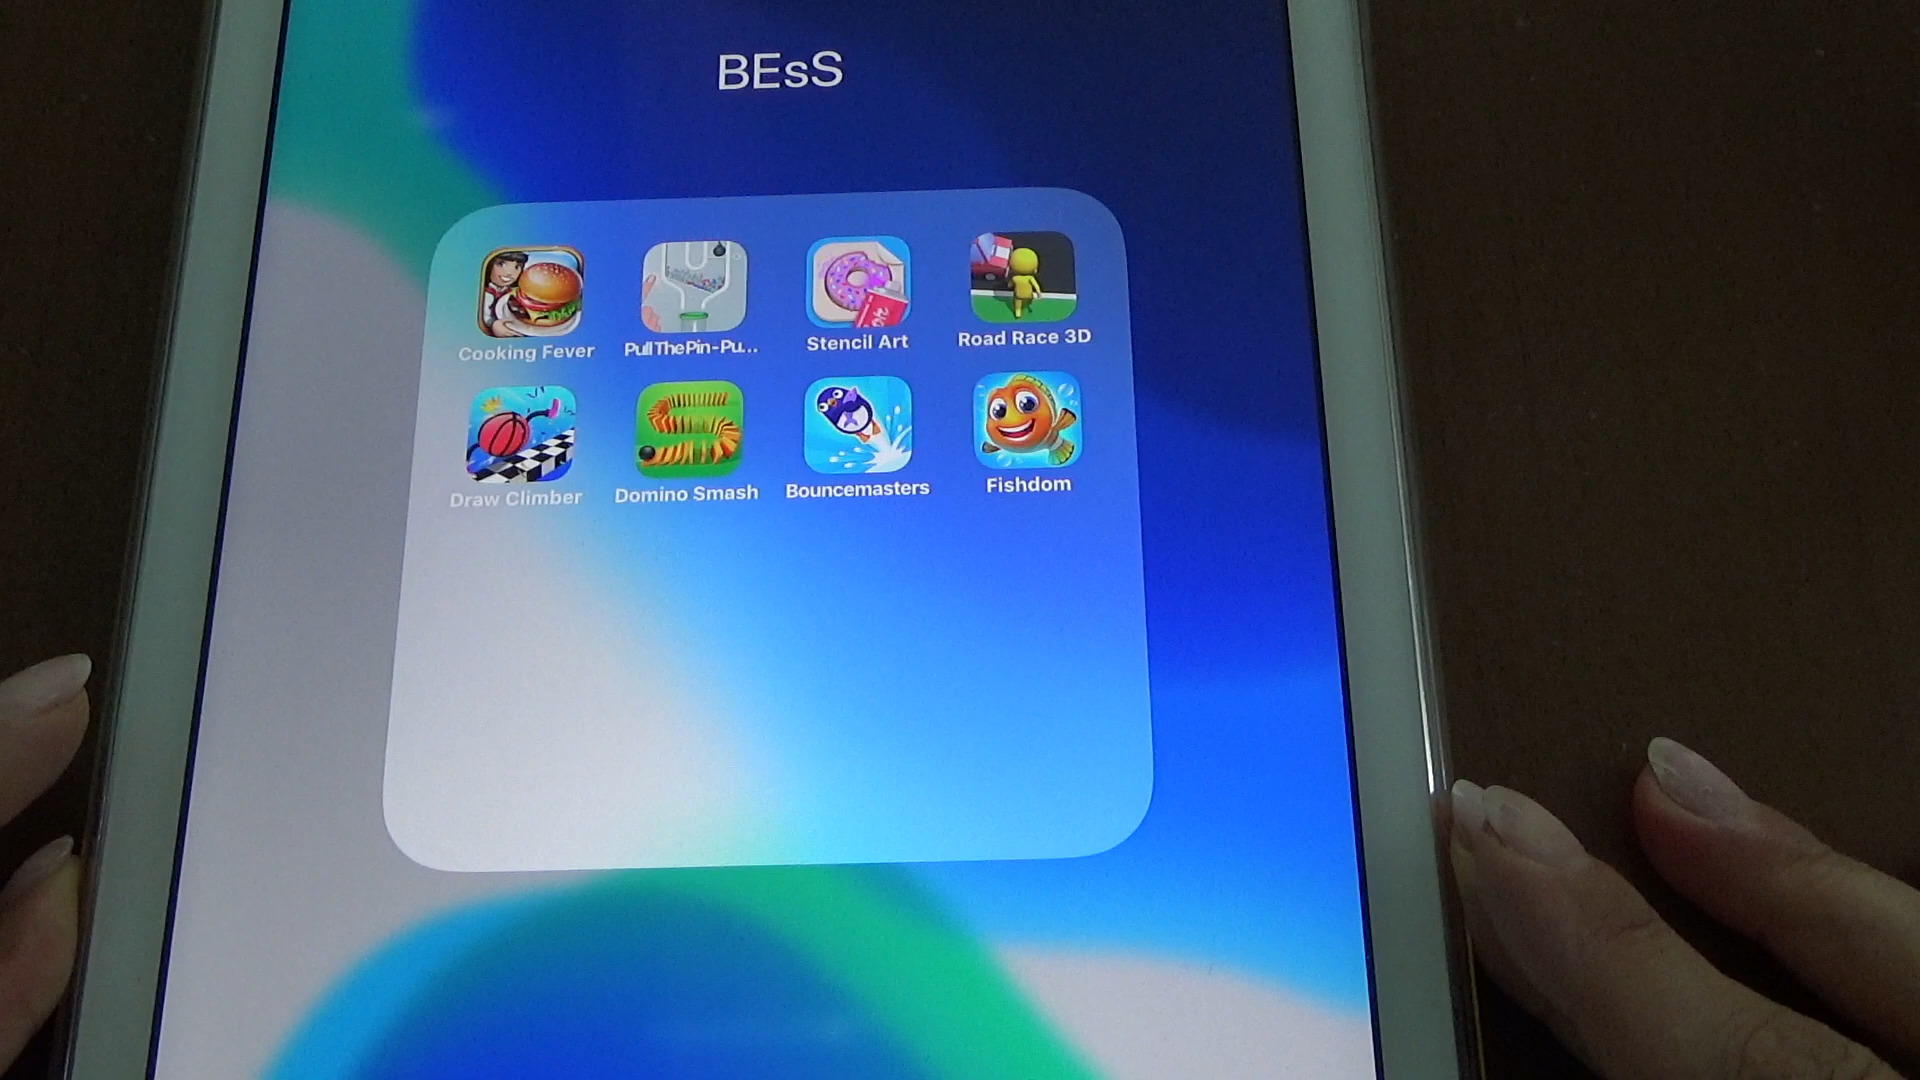 BEsS
Cooking Fever
PullThePin-Pu...
Stencil Art
Road Race 3D
Draw Climber
Domino Smash
Bouncemasters
Fishdom